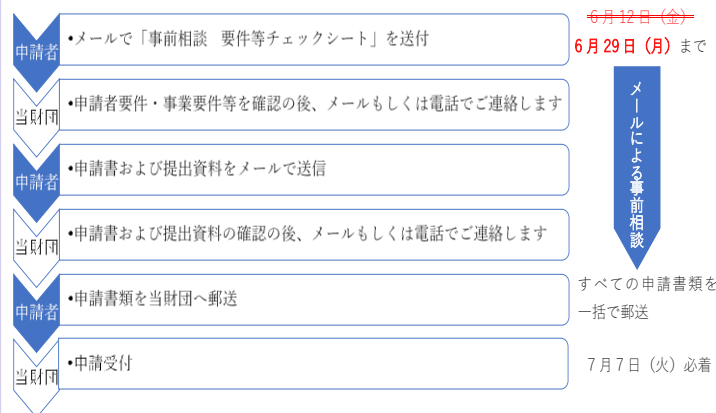 申請者
•メールで「事前相談　要件等チェックシート」を送付
6月12日（金）
6月29日（月）まで
当財団
•申請者要件・事業要件等を確認の後、メールもしくは電話でご連絡します
申請者
•申請書および提出資料をメールで送信
メールによる事前相談
当財団
•申請書および提出資料の確認の後、メールもしくは電話でご連絡します
申請者
•申請書類を当財団へ郵送
すべての申請書類を
一括で郵送
当財団
•申請受付
7月7日（火）必着